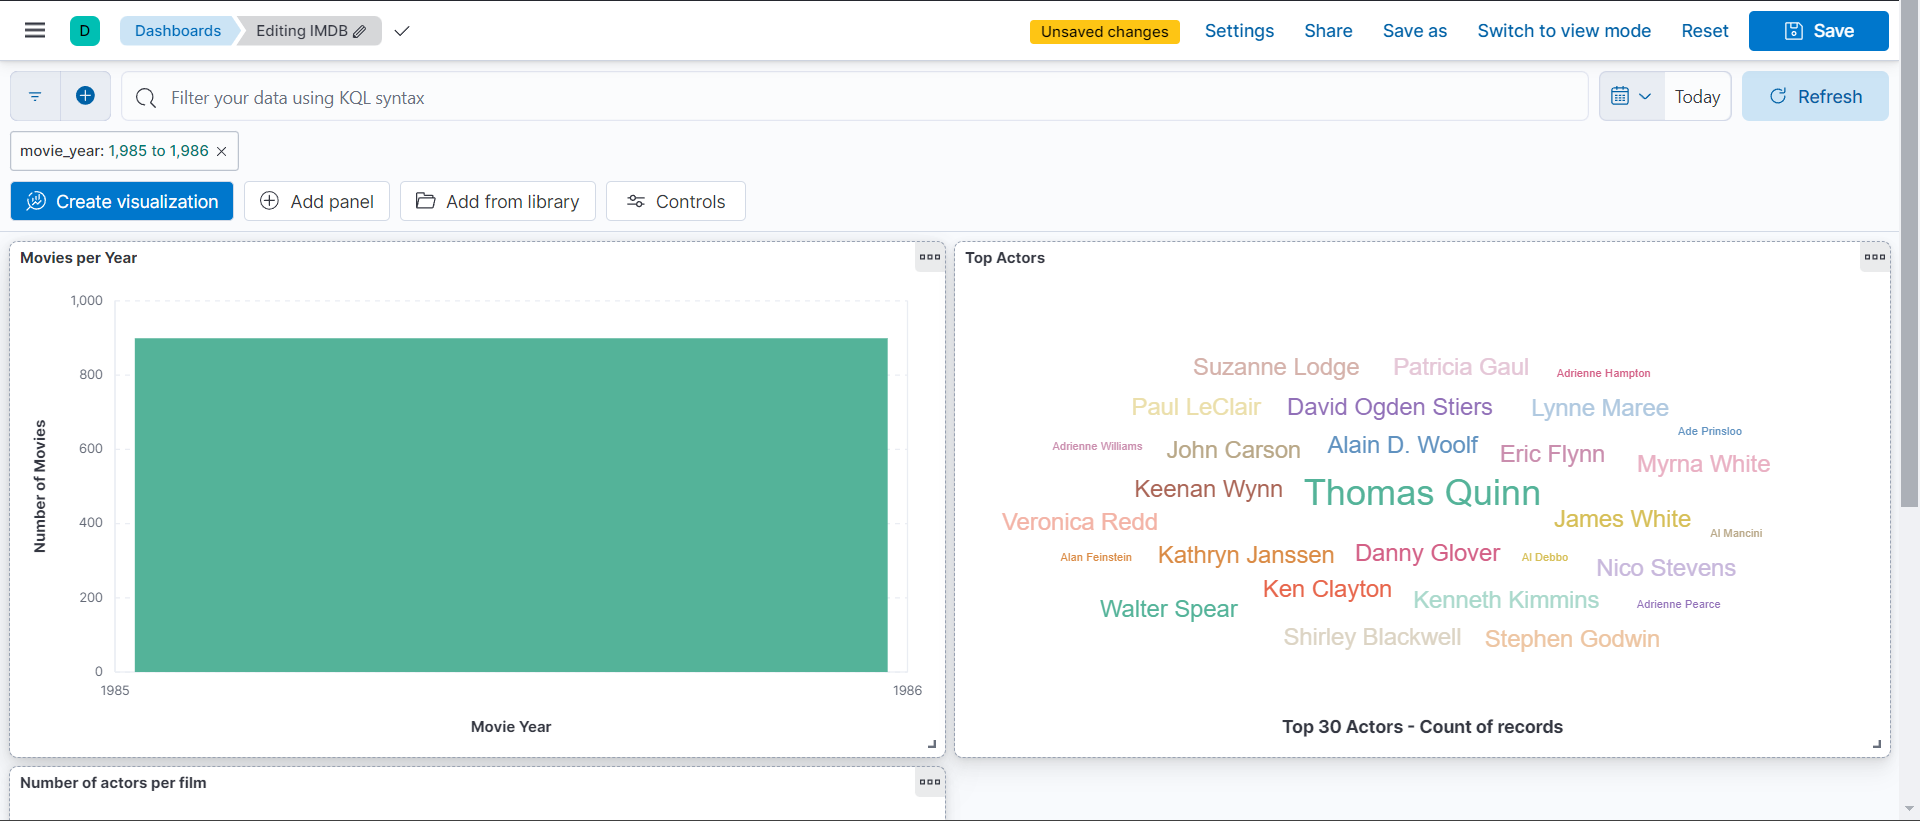 D Dashboards Editing IMDB Unsaved changes Settings Share Save as Switch to view mode Reset Save
Filter your data using KQL syntax Today Refresh
movie_year: 1,985 to 1,986
Create visualization Add panel Add from library Controls
Movies per Year
1,000
800
600
400
200
0
Number of Movies
1985 1986
Movie Year
Top Actors
Suzanne Lodge Patricia Gaul Adrienne Hampton
Paul LeClair David Ogden Stiers Lynne Maree
Ade Prinsloo
Adrienne Williams John Carson Alain D. Woolf Eric Flynn Myrna White
Keenan Wynn Thomas Quinn
Veronica Redd James White Al Mancini
Alan Feinstein Kathryn Janssen Danny Glover Al Debbo Nico Stevens
Ken Clayton Kenneth Kimmins Adrienne Pearce
Walter Spear
Shirley Blackwell Stephen Godwin
Top 30 Actors - Count of records
Number of actors per film